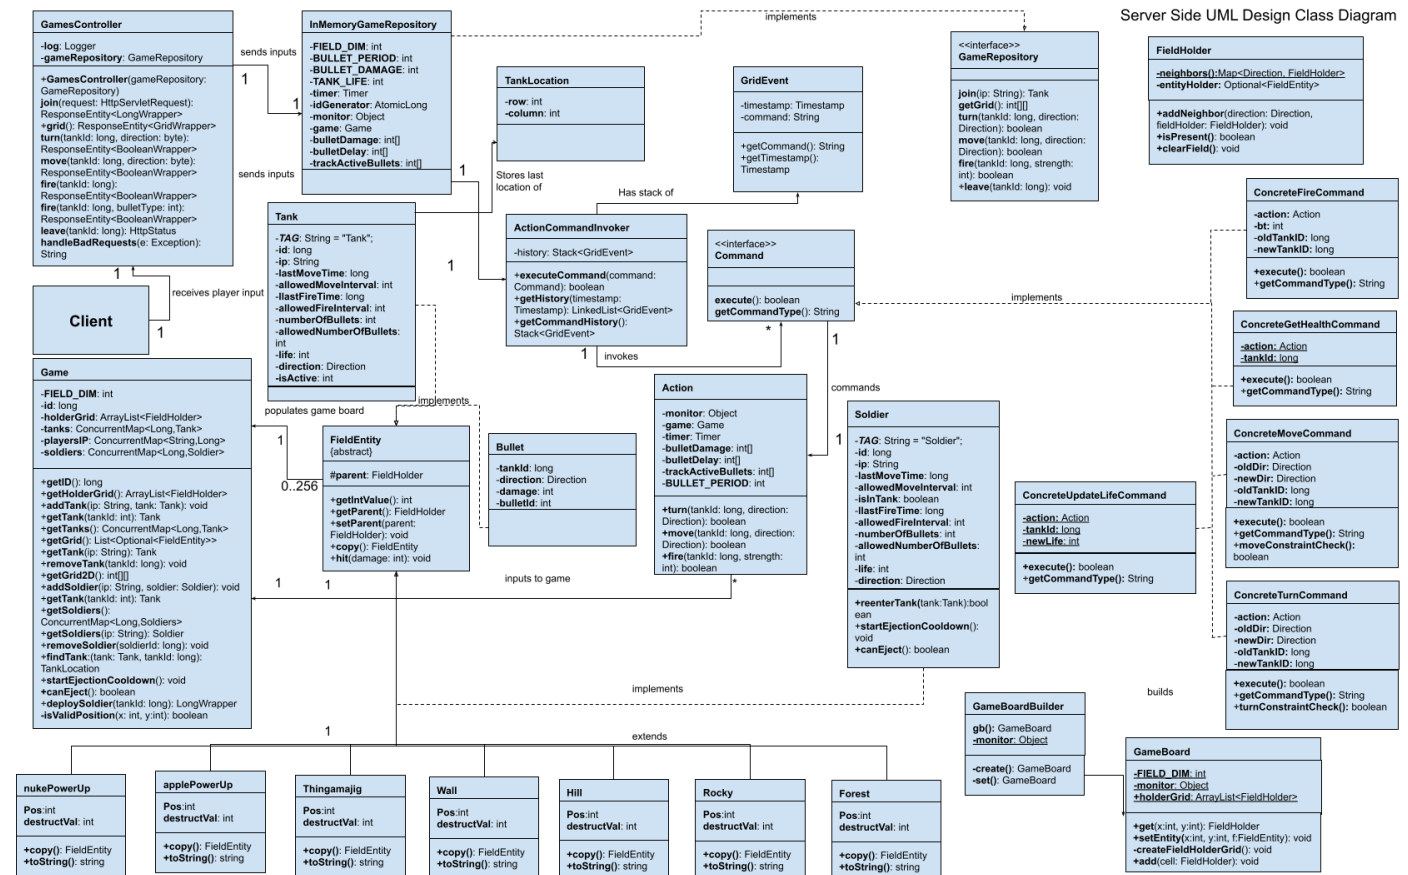 Server Side UML Design Class Diagram
GamesController
-log: Logger
-gameRepository: GameRepository
+GamesController(gameRepository:
GameRepository)
join(request: HttpServletRequest):
ResponseEntity<LongWrapper>
+grid(): ResponseEntity<GridWrapper>
turn(tankId: long, direction: byte):
ResponseEntity<BooleanWrapper>
move(tankId: long, direction: byte):
ResponseEntity<BooleanWrapper>
fire(tankId: long):
ResponseEntity<BooleanWrapper>
fire(tankId: long, bulletType: int):
ResponseEntity<BooleanWrapper>
leave(tankId: long): HttpStatus
handleBadRequests(e: Exception):
String
sends inputs
1
1
sends inputs
InMemoryGameRepository
-FIELD_DIM: int
-BULLET_PERIOD: int
-BULLET_DAMAGE: int
-TANK_LIFE: int
-timer: Timer
-idGenerator: AtomicLong
-monitor: Object
-game: Game
-bulletDamage: int[]
-bulletDelay: int[]
-trackActiveBullets: int[]
1
1
implements
TankLocation
-row: int
-column: int
Stores last
location of
GridEvent
-timestamp: Timestamp
-command: String
+getCommand(): String
+getTimestamp():
Timestamp
Has stack of
<<interface>>
GameRepository
join(ip: String): Tank
getGrid(): int[][]
turn(tankId: long, direction:
Direction): boolean
move(tankId: long, direction:
Direction): boolean
fire(tankId: long, strength:
int): boolean
+leave(tankId: long): void
FieldHolder
-neighbors():Map<Direction, FieldHolder>
-entityHolder: Optional<FieldEntity>
+addNeighbor(direction: Direction,
fieldHolder: FieldHolder): void
+isPresent(): boolean
+clearField(): void
Tank
-TAG: String = "Tank";
-id: long
-ip: String
-lastMoveTime: long
-allowedMoveInterval: int
-llastFireTime: long
-allowedFireInterval: int
-numberOfBullets: int
-allowedNumberOfBullets:
int
-life: int
-direction: Direction
-isActive: int
ActionCommandInvoker
-history: Stack<GridEvent>
+executeCommand(command:
Command): boolean
+getHistory(timestamp:
Timestamp): LinkedList<GridEvent>
+getCommandHistory():
Stack<GridEvent>
1
invokes
*
<<interface>>
Command
execute(): boolean
getCommandType(): String
1
commands
1
implements
ConcreteFireCommand
-action: Action
-bt: int
-oldTankID: long
-newTankID: long
+execute(): boolean
+getCommandType(): String
ConcreteGetHealthCommand
-action: Action
-tankId: long
+execute(): boolean
+getCommandType(): String
ConcreteMoveCommand
-action: Action
-oldDir: Direction
-newDir: Direction
-oldTankID: long
-newTankID: long
+execute(): boolean
+getCommandType(): String
+moveConstraintCheck():
boolean
ConcreteUpdateLifeCommand
-action: Action
-tankId: long
-newLife: int
+execute(): boolean
+getCommandType(): String
ConcreteTurnCommand
-action: Action
-oldDir: Direction
-newDir: Direction
-oldTankID: long
-newTankID: long
+execute(): boolean
+getCommandType(): String
+turnConstraintCheck(): boolean
1
receives player input
Client
1
Game
-FIELD_DIM: int
-id: long
-holderGrid: ArrayList<FieldHolder>
-tanks: ConcurrentMap<Long,Tank>
-playersIP: ConcurrentMap<String,Long>
-soldiers: ConcurrentMap<Long,Soldier>
+getID(): long
+getHolderGrid(): ArrayList<FieldHolder>
+addTank(ip: String, tank: Tank): void
+getTank(tankId: int): Tank
+getTanks(): ConcurrentMap<Long,Tank>
+getGrid(): List<Optional<FieldEntity>>
+getTank(ip: String): Tank
+removeTank(tankId: long): void
+getGrid2D(): int[][]
+addSoldier(ip: String, soldier: Soldier): void
+getTank(tankId: int): Tank
+getSoldiers():
ConcurrentMap<Long,Soldiers>
+getSoldiers(ip: String): Soldier
+removeSoldier(soldierId: long): void
+findTank:(tank: Tank, tankId: long):
TankLocation
+startEjectionCooldown(): void
+canEject(): boolean
+deploySoldier(tankId: long): LongWrapper
-isValidPosition(x: int, y:int): boolean
populates game board
1
0..256
implements
FieldEntity
{abstract}
#parent: FieldHolder
+getIntValue(): int
+getParent(): FieldHolder
+setParent(parent:
FieldHolder): void
+copy(): FieldEntity
+hit(damage: int): void
Bullet
-tankId: long
-direction: Direction
-damage: int
-bulletId: int
Action
-monitor: Object
-game: Game
-timer: Timer
-bulletDamage: int[]
-bulletDelay: int[]
-trackActiveBullets: int[]
-BULLET_PERIOD: int
+turn(tankId: long, direction:
Direction): boolean
+move(tankId: long, direction:
Direction): boolean
+fire(tankId: long, strength:
int): boolean
1
1
inputs to game
*
Soldier
-TAG: String = "Soldier";
-id: long
-ip: String
-lastMoveTime: long
-allowedMoveInterval: int
-isInTank: boolean
-llastFireTime: long
-allowedFireInterval: int
-numberOfBullets: int
-allowedNumberOfBullets:
int
-life: int
-direction: Direction
+reenterTank(tank:Tank):bool
ean
+startEjectionCooldown():
void
+canEject(): boolean
implements
1
extends
builds
GameBoardBuilder
gb(): GameBoard
-monitor: Object
-create(): GameBoard
-set(): GameBoard
GameBoard
-FIELD_DIM: int
-monitor: Object
+holderGrid: ArrayList<FieldHolder>
+get(x:int, y:int): FieldHolder
+setEntity(x:int, y:int, f:FieldEntity): void
-createFieldHolderGrid(): void
+add(cell: FieldHolder): void
nukePowerUp
Pos:int
destructVal: int
+copy(): FieldEntity
+toString(): string
applePowerUp
Pos:int
destructVal: int
+copy(): FieldEntity
+toString(): string
Thingamajig
Pos:int
destructVal: int
+copy(): FieldEntity
+toString(): string
Wall
Pos:int
destructVal: int
+copy(): FieldEntity
+toString(): string
Hill
Pos:int
destructVal: int
+copy(): FieldEntity
+toString(): string
Rocky
Pos:int
destructVal: int
+copy(): FieldEntity
+toString(): string
Forest
Pos:int
destructVal: int
+copy(): FieldEntity
+toString(): string